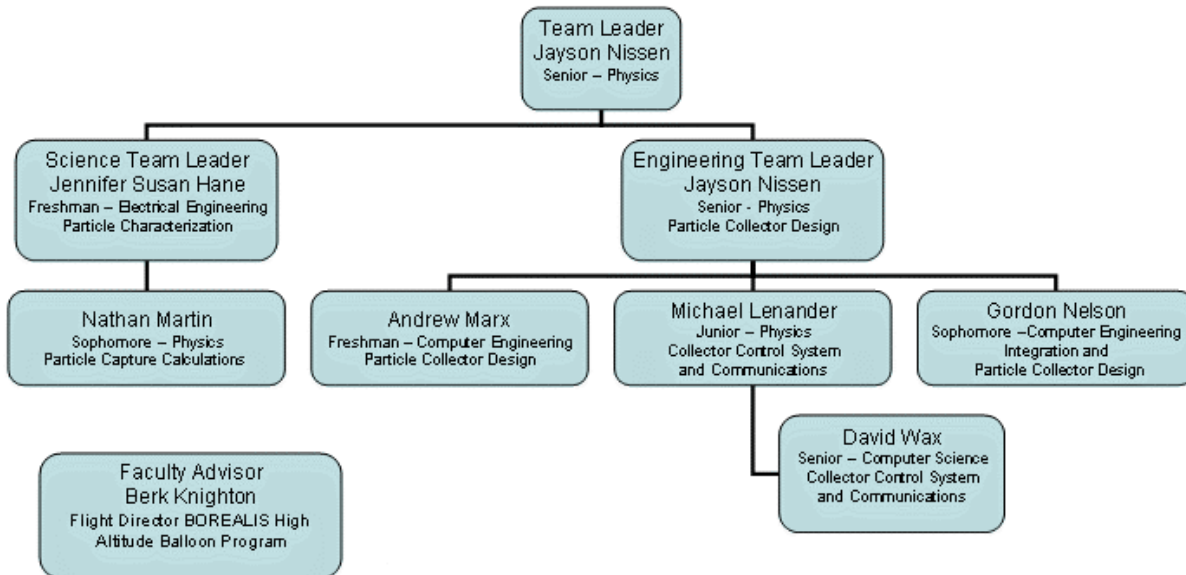 Team Leader
Jayson Nissen
Senior – Physics
Science Team Leader
Jennifer Susan Hane
Freshman – Electrical Engineering
Particle Characterization
Engineering Team Leader
Jayson Nissen
Senior - Physics
Particle Collector Design
Nathan Martin
Sophomore – Physics
Particle Capture Calculations
Andrew Marx
Freshman – Computer Engineering
Particle Collector Design
Michael Lenander
Junior – Physics
Collector Control System
and Communications
Gordon Nelson
Sophomore –Computer Engineering
Integration and
Particle Collector Design
David Wax
Senior – Computer Science
Collector Control System
and Communications
Faculty Advisor
Berk Knighton
Flight Director BOREALIS High
Altitude Balloon Program